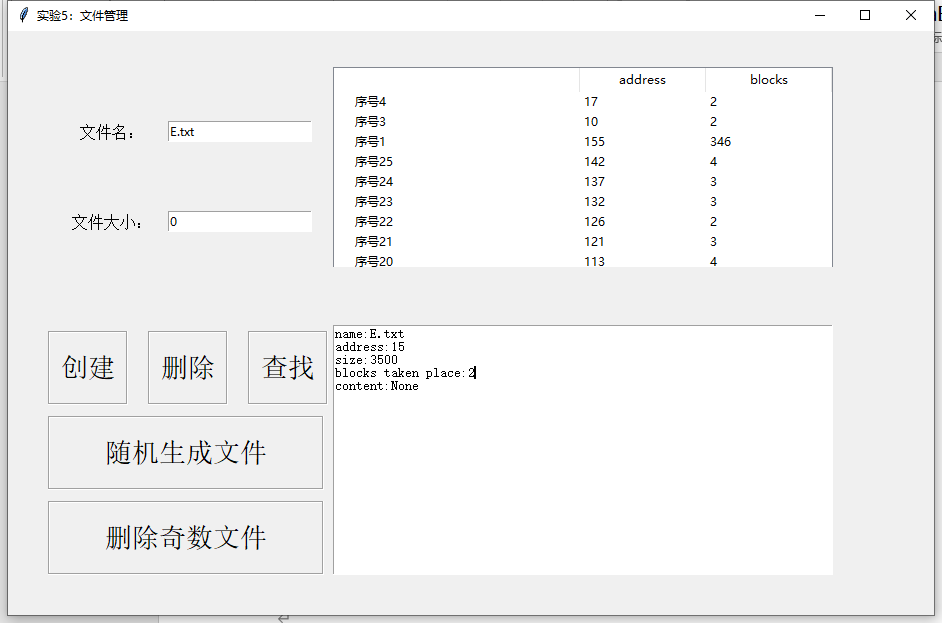 实验5：文件管理
文件名：
E.txt
文件大小：
0
address blocks
序号4 17 2
序号3 10 2
序号1 155 346
序号25 142 4
序号24 137 3
序号23 132 3
序号22 126 2
序号21 121 3
序号20 113 4
创建 删除 查找
随机生成文件
删除奇数文件
name:E.txt
address:15
size:3500
blocks taken place:2
content:None